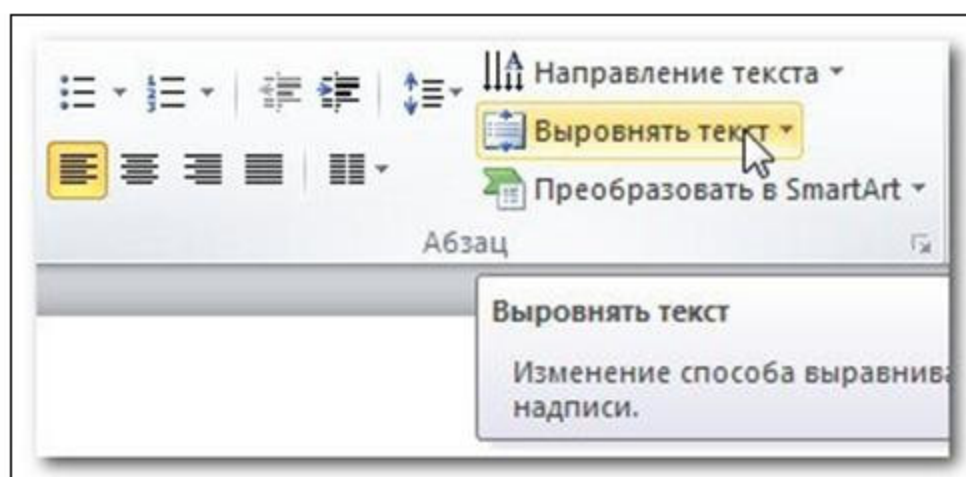 Направление текста
Выровнять текст
Преобразовать в SmartArt
Абзац
Выровнять текст
Изменение способа выравнива
надписи.